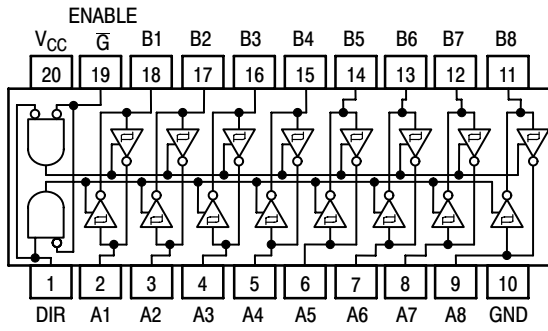 ENABLE
VCC G B1 B2 B3 B4 B5 B6 B7 B8
20 19 18 17 16 15 14 13 12 11
1 2 3 4 5 6 7 8 9 10
DIR A1 A2 A3 A4 A5 A6 A7 A8 GND